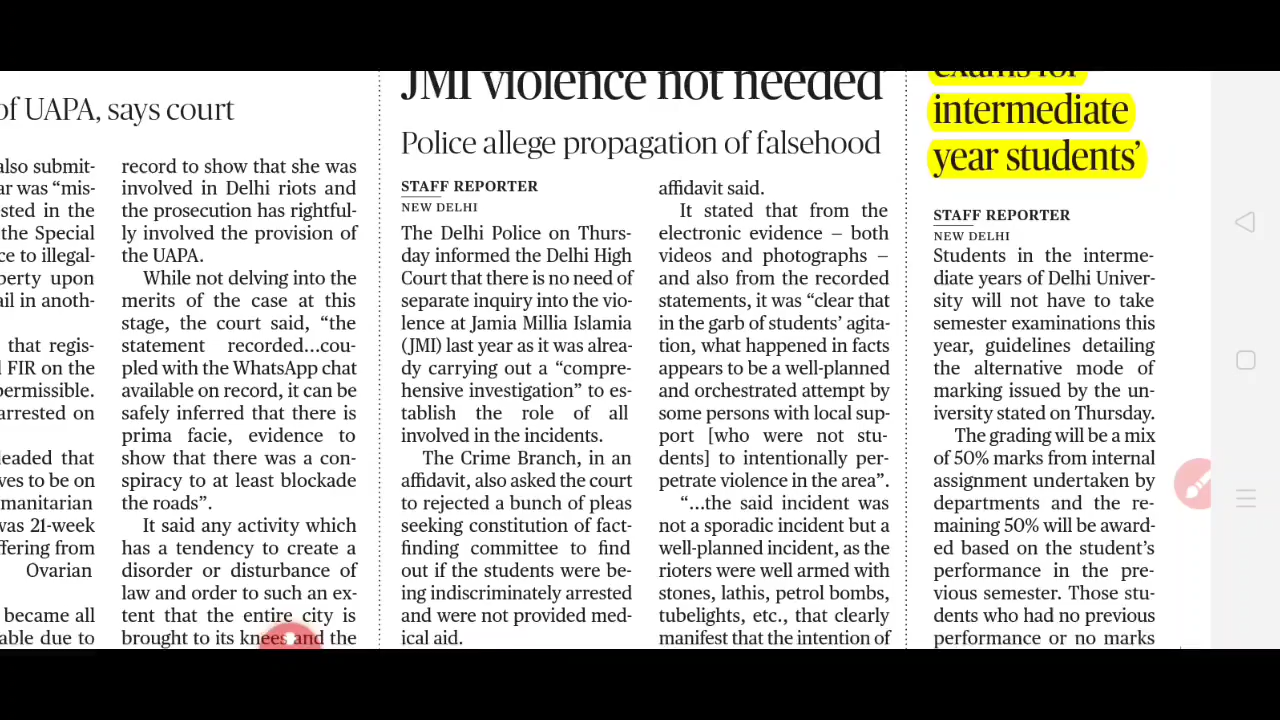 of UAPA, says court
also submit-
ar was “mis-
sted in the
the Special
ce to illegal-
berty upon
ail in anoth-
that regis-
FIR on the
permissible.
arrested on
leaded that
ves to be on
manitarian
was 21-week
ffering from
Ovarian
became all
able due to
record to show that she was
involved in Delhi riots and
the prosecution has rightful-
ly involved the provision of
the UAPA.
While not delving into the
merits of the case at this
stage, the court said, “the
statement recorded...cou-
pled with the WhatsApp chat
available on record, it can be
safely inferred that there is
prima facie, evidence to
show that there was a con-
spiracy to at least blockade
the roads”.
It said any activity which
has a tendency to create a
disorder or disturbance of
law and order to such an ex-
tent that the entire city is
brought to its knees and the
JMI violence not needed’
Police allege propagation of falsehood
STAFF REPORTER
NEW DELHI
The Delhi Police on Thurs-
day informed the Delhi High
Court that there is no need of
separate inquiry into the vio-
lence at Jamia Millia Islamia
(JMI) last year as it was alrea-
dy carrying out a “compre-
hensive investigation” to es-
tablish the role of all
involved in the incidents.
The Crime Branch, in an
affidavit, also asked the court
to rejected a bunch of pleas
seeking constitution of fact-
finding committee to find
out if the students were be-
ing indiscriminately arrested
and were not provided med-
ical aid.
affidavit said.
It stated that from the
electronic evidence – both
videos and photographs –
and also from the recorded
statements, it was “clear that
in the garb of students’ agita-
tion, what happened in facts
appears to be a well-planned
and orchestrated attempt by
some persons with local sup-
port [who were not stu-
dents] to intentionally per-
petrate violence in the area”.
“...the said incident was
not a sporadic incident but a
well-planned incident, as the
rioters were well armed with
stones, lathis, petrol bombs,
tubelights, etc., that clearly
manifest that the intention of
exams for
intermediate
year students’
STAFF REPORTER
NEW DELHI
Students in the interme-
diate years of Delhi Univer-
sity will not have to take
semester examinations this
year, guidelines detailing
the alternative mode of
marking issued by the un-
iversity stated on Thursday.
The grading will be a mix
of 50% marks from internal
assignment undertaken by
departments and the re-
maining 50% will be award-
ed based on the student’s
performance in the pre-
vious semester. Those stu-
dents who had no previous
performance or no marks